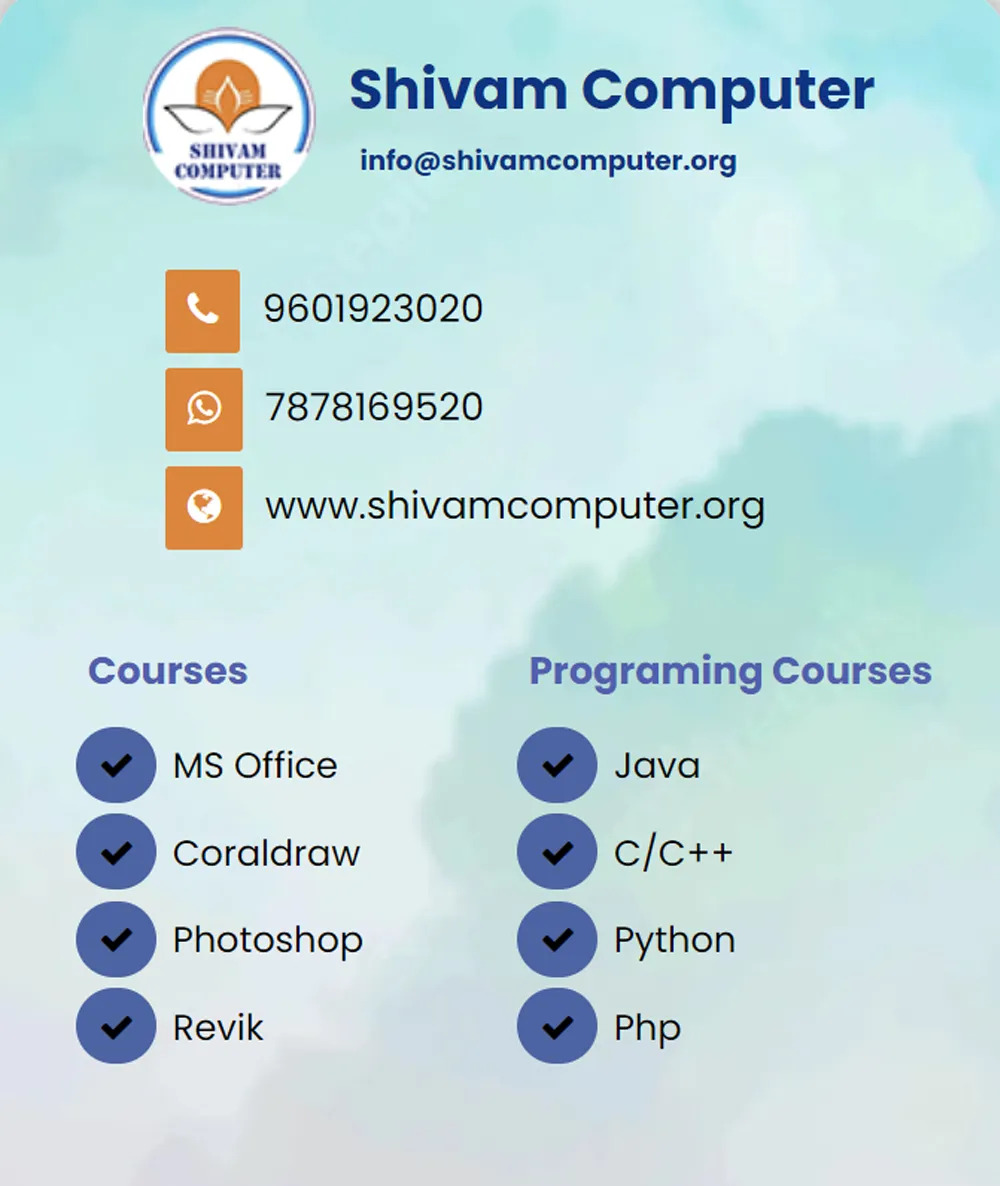 SHIVAM
COMPUTER
Shivam Computer
info@shivamcomputer.org
9601923020
7878169520
www.shivamcomputer.org
Courses
MS Office
Coraldraw
Photoshop
Revik
Programing Courses
Java
C/C++
Python
Php